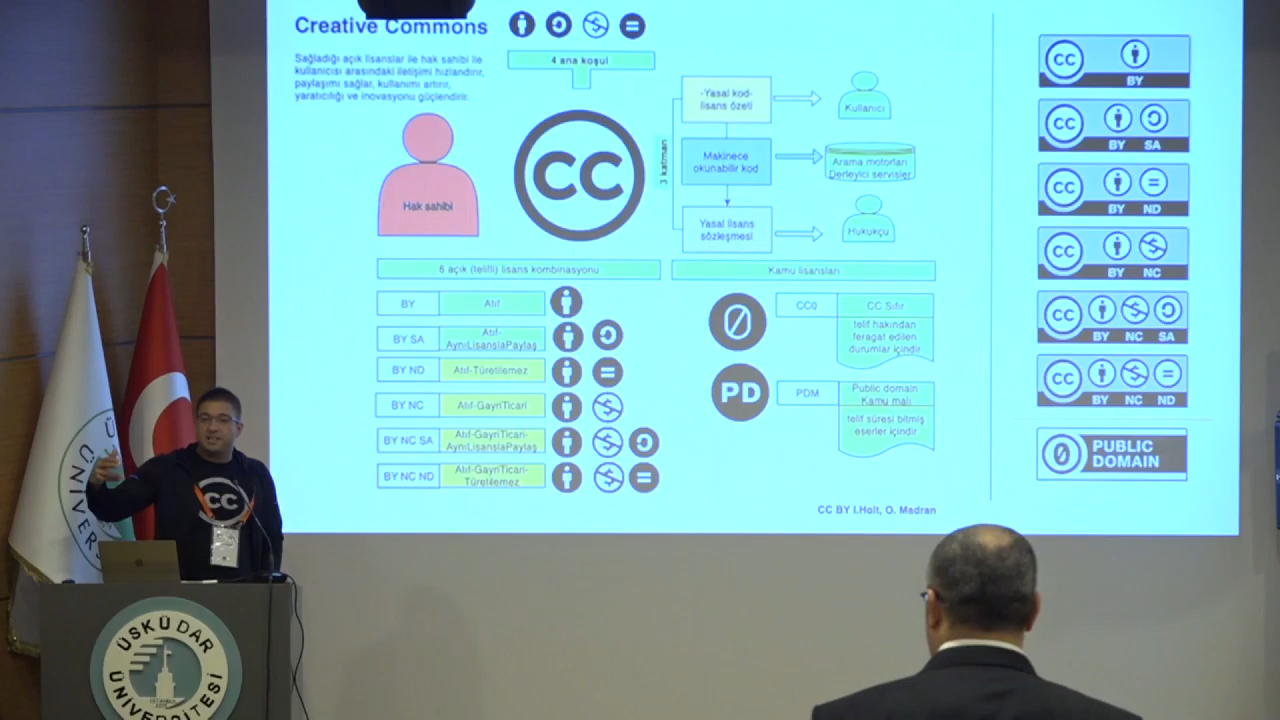 Creative Commons
Sağladığı açık lisanslar ile hak sahibi ile
kullanıcısı arasındaki iletişimi hızlandırır,
paylaşımı sağlar, kullanımı artırır,
yaratıcılığı ve inovasyonu güçlendirir.
4 ana koşul
CC
Hak sahibi
3 katman
-Yasal kod-
lisans özeti
Kullanıcı
Makinece
okunabilir kod
Arama motorları
Derleyici servisler
Yasal lisans
sözleşmesi
Hukukçu
6 açık (telifli) lisans kombinasyonu
BY
Atıf
BY SA
Atıf-
AynıLisanslaPaylaş
BY ND
Atıf-Türetilemez
BY NC
Atıf-GayriTicari
BY NC SA
Atıf-GayriTicari-
AynıLisanslaPaylaş
BY NC ND
Atıf-GayriTicari-
Türetilemez
Kamu lisansları
0
CC0
CC Sıfır
telif hakından
feragat edilen
durumlar içindir
PD
PDM
Public domain
Kamu malı
telif süresi bitmiş
eserler içindir
CC BY I.Holt, O. Madran
CC
BY
CC
BY SA
CC
BY ND
CC
BY NC
CC
BY NC SA
CC
BY NC ND
0
PUBLIC
DOMAIN
CC
ÜSKÜDAR
ÜNİVERSİTESİ
İSTANBUL